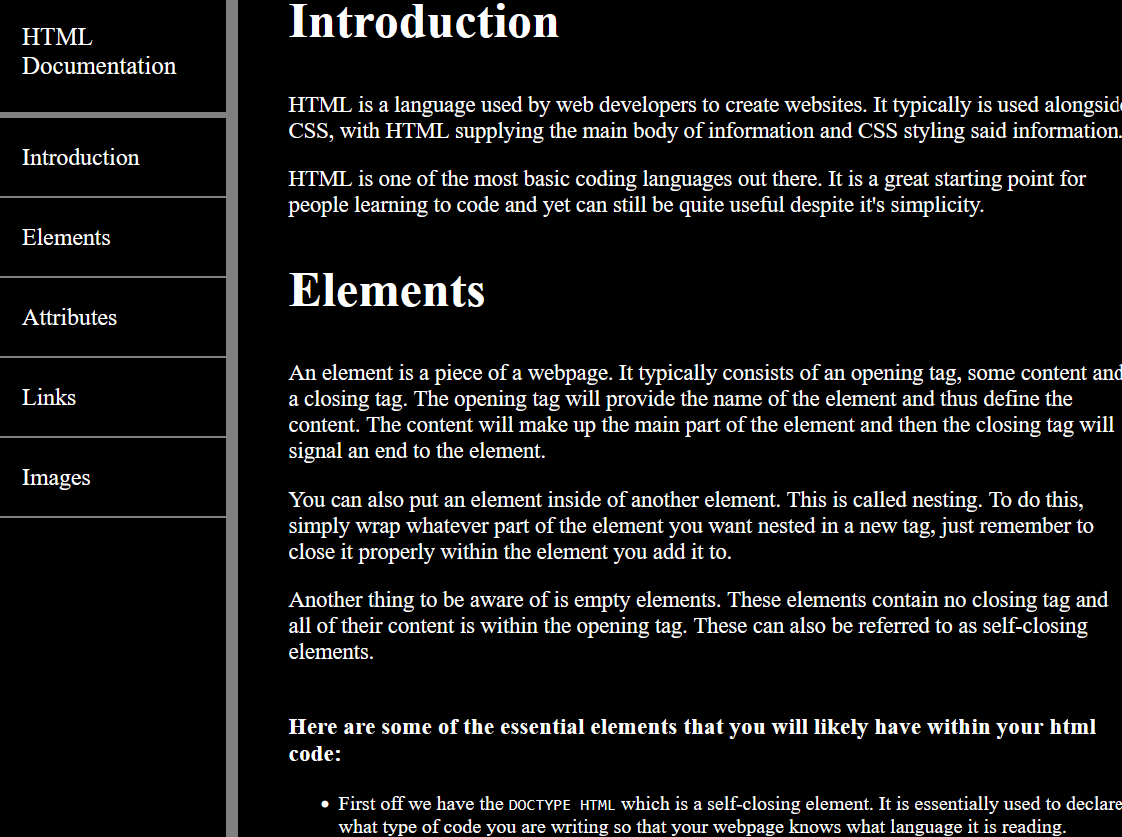 HTML
Documentation
Introduction
Elements
Attributes
Links
Images
Introduction
HTML is a language used by web developers to create websites. It typically is used alongside
CSS, with HTML supplying the main body of information and CSS styling said information.
HTML is one of the most basic coding languages out there. It is a great starting point for
people learning to code and yet can still be quite useful despite it's simplicity.
Elements
An element is a piece of a webpage. It typically consists of an opening tag, some content and
a closing tag. The opening tag will provide the name of the element and thus define the
content. The content will make up the main part of the element and then the closing tag will
signal an end to the element.
You can also put an element inside of another element. This is called nesting. To do this,
simply wrap whatever part of the element you want nested in a new tag, just remember to
close it properly within the element you add it to.
Another thing to be aware of is empty elements. These elements contain no closing tag and
all of their content is within the opening tag. These can also be referred to as self-closing
elements.
Here are some of the essential elements that you will likely have within your html
code:
• First off we have the DOCTYPE HTML which is a self-closing element. It is essentially used to declare
what type of code you are writing so that your webpage knows what language it is reading.